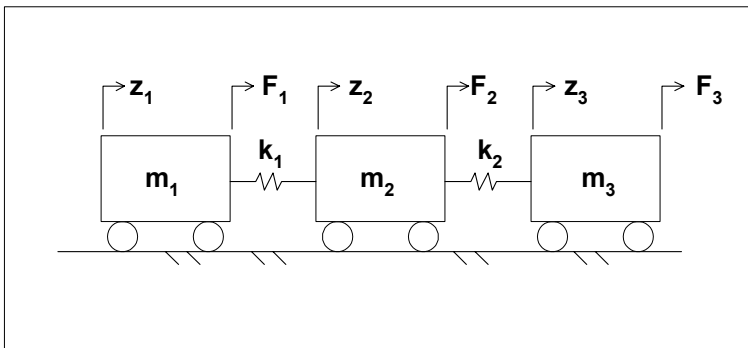 z₁ F₁ z₂ F₂ z₃ F₃
k₁ k₂
m₁ m₂ m₃